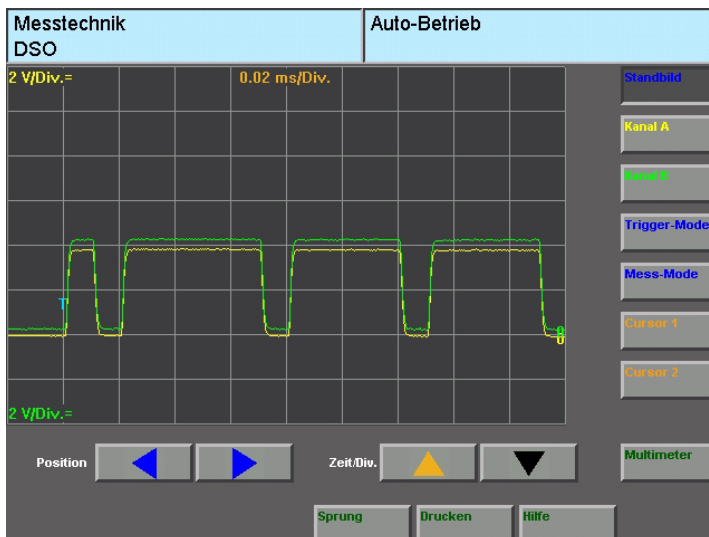 Messtechnik
DSO
Auto-Betrieb
2 V/Div.=
0.02 ms/Div.
T
0
0
2 V/Div.=
Standbild
Kanal A
Kanal B
Trigger-Mode
Mess-Mode
Cursor 1
Cursor 2
Multimeter
Position
Zeit/Div.
Sprung
Drucken
Hilfe